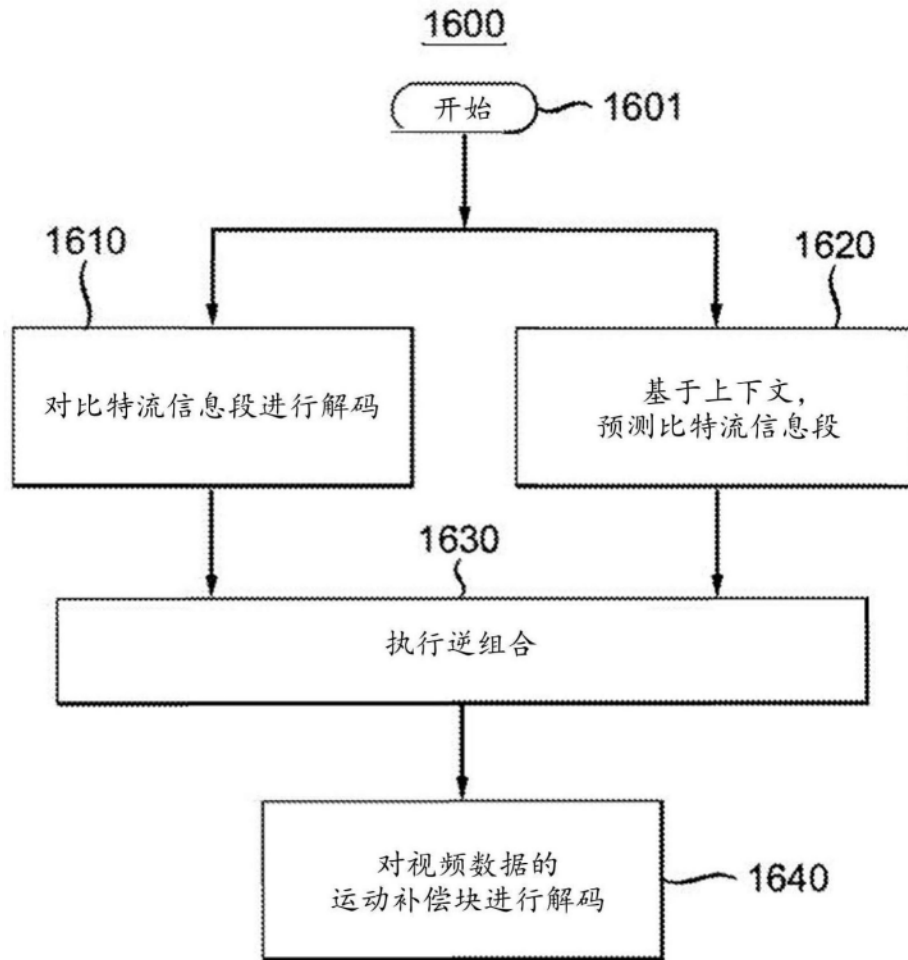 1600
开始
1601
1610
1620
对比特流信息段进行解码
基于上下文，
预测比特流信息段
1630
执行逆组合
对视频数据的
运动补偿块进行解码
1640